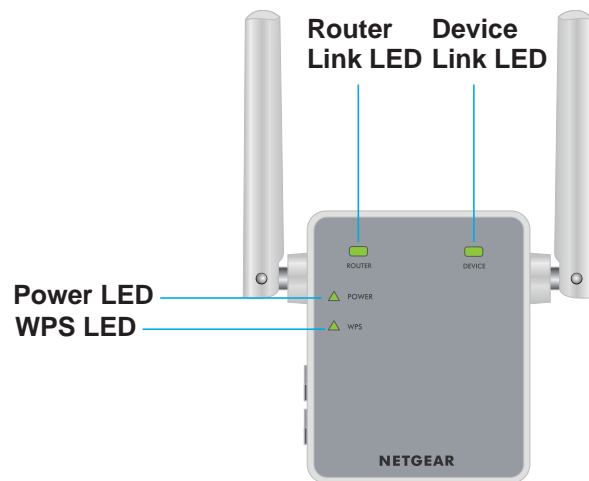 Router
Link LED
Device
Link LED
ROUTER
DEVICE
Power LED
POWER
WPS LED
WPS
NETGEAR